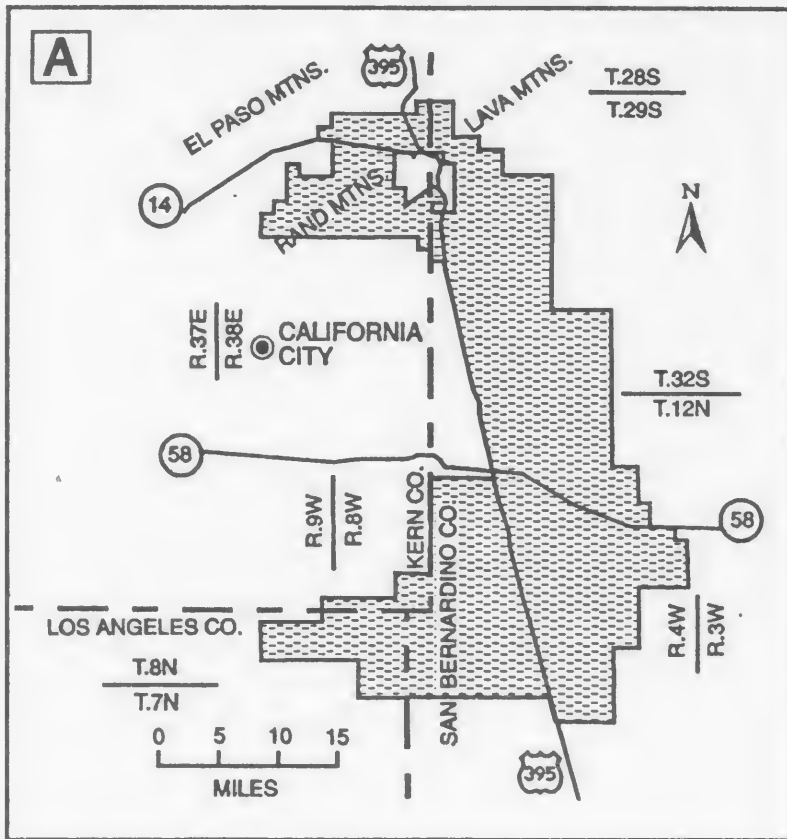 A
395
EL PASO MTNS.
LAVA MTNS.
T.28S
T.29S
14
RAND MTNS.
N
R.37E
R.38E
CALIFORNIA
CITY
T.32S
T.12N
58
R.9W
R.8W
KERN CO.
SAN BERNARDINO CO.
58
LOS ANGELES CO.
R.4W
R.3W
T.8N
T.7N
0 5 10 15
MILES
395